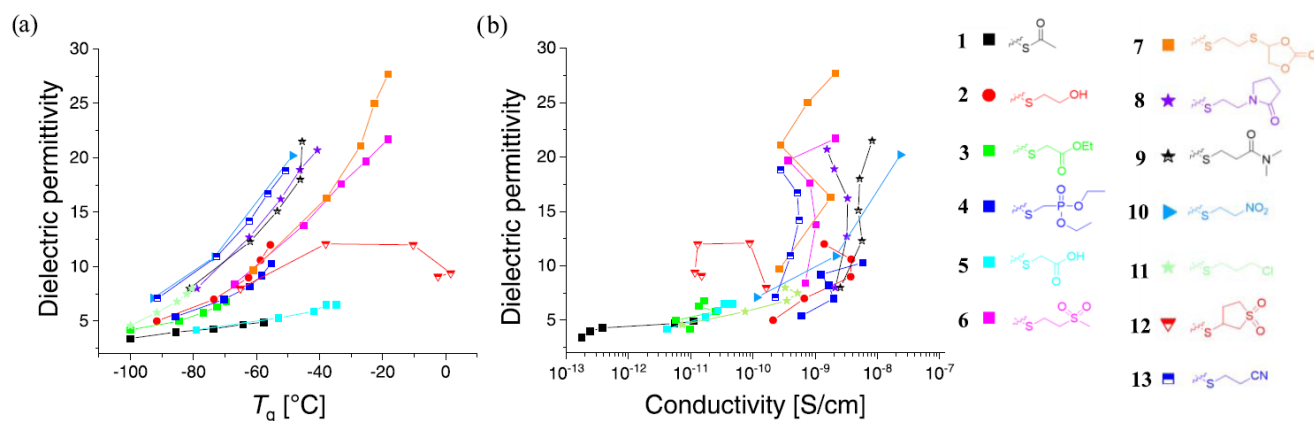 (a)
Dielectric permittivity
30
25
20
15
10
5
-100 -80 -60 -40 -20 0
Tg [°C]
(b)
Dielectric permittivity
30
25
20
15
10
5
10-13 10-12 10-11 10-10 10-9 10-8 10-7
Conductivity [S/cm]
1 S O
2 S OH
3 S OEt O
4 S O P O O
5 S OH O
6 S O S O
7 S S O O O
8 S N O
9 S O N
10 S NO2
11 S Cl
12 S S O O
13 S CN